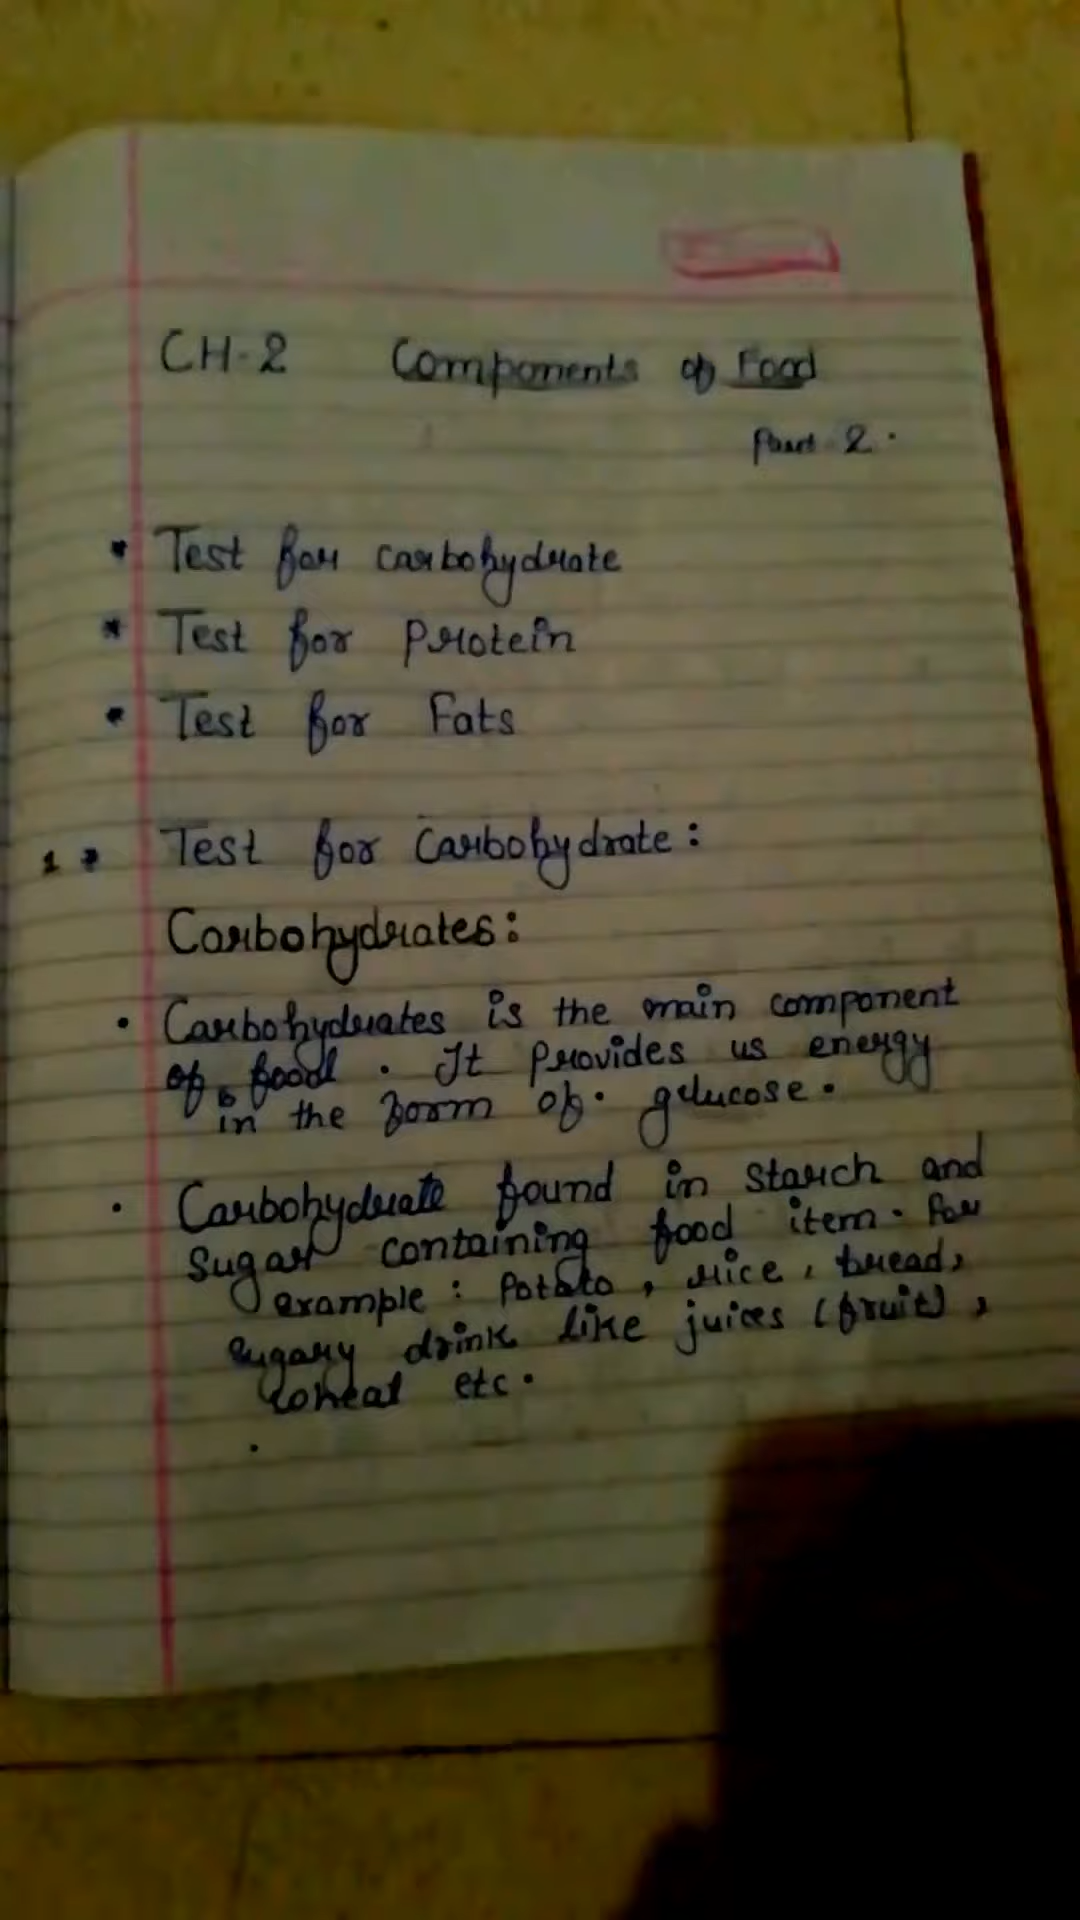 CH-2 Components of Food
Part 2.
* Test for carbohydrate
* Test for protein
* Test for Fats
1 * Test for Carbohydrate:
Carbohydrates:
• Carbohydrates is the main component
of food. It provides us energy
in the form of. glucose.
• Carbohydrate found in starch and
sugar containing food item. For
example: Potato, rice, bread,
sugary drink like juices (fruit),
wheat etc.